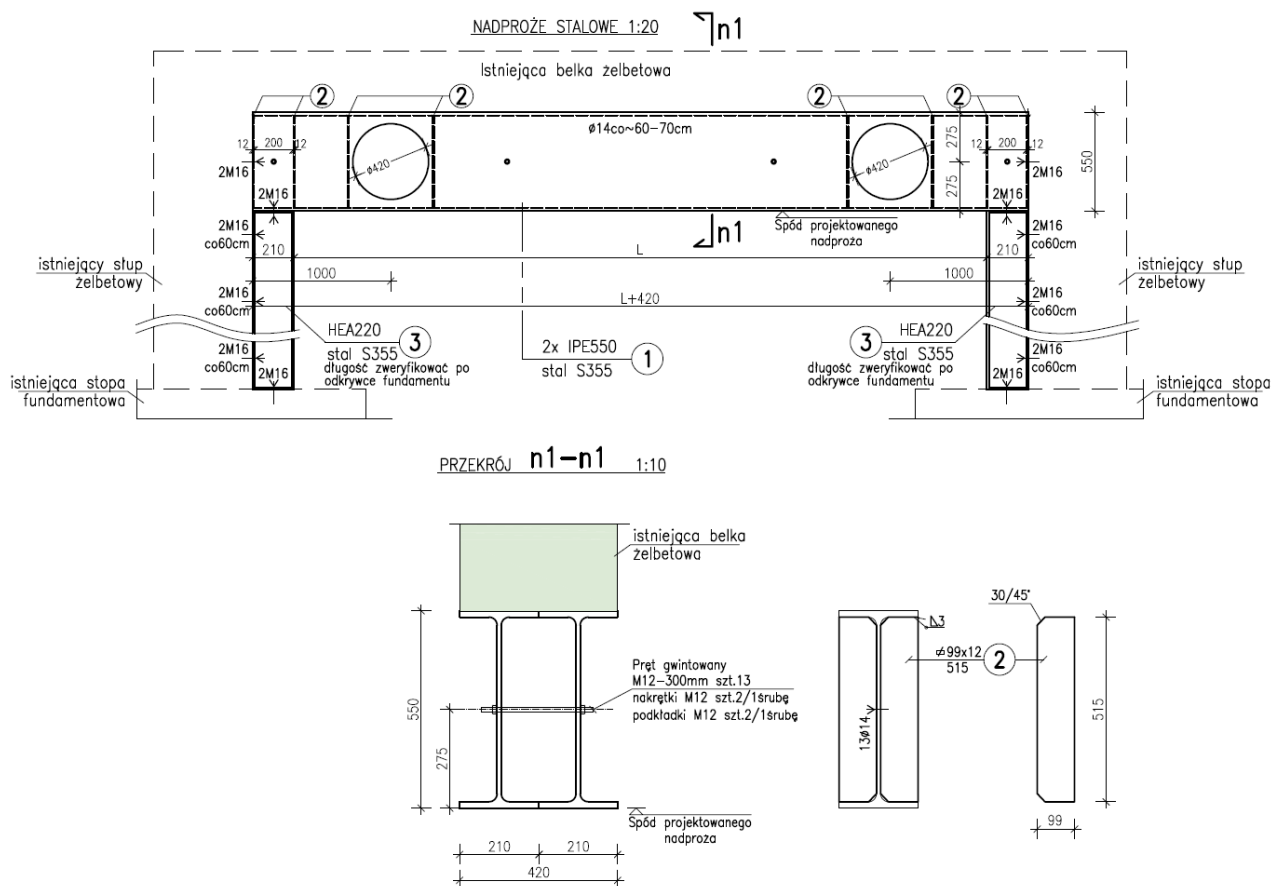 NADPROŻE STALOWE 1:20
n1
Istniejąca belka żelbetowa
2
2
2
2
ø14co~60-70cm
12
200
12
ø420
ø420
12
200
12
275
275
550
2M16
2M16
2M16
2M16
2M16
co60cm
210
n1
Spód projektowanego
nadproża
L
210
2M16
co60cm
istniejący słup
żelbetowy
1000
1000
istniejący słup
żelbetowy
2M16
co60cm
L+420
2M16
co60cm
HEA220
stal S355
3
długość zweryfikować po
odkrywce fundamentu
2x IPE550
stal S355
1
HEA220
stal S355
3
długość zweryfikować po
odkrywce fundamentu
2M16
co60cm
2M16
2M16
2M16
co60cm
istniejąca stopa
fundamentowa
istniejąca stopa
fundamentowa
PRZEKRÓJ n1-n1 1:10
istniejąca belka
żelbetowa
Pręt gwintowany
M12-300mm szt.13
nakrętki M12 szt.2/1śrubę
podkładki M12 szt.2/1śrubę
550
275
Spód projektowanego
nadproża
210
210
420
3
30/45°
≠99x12
515
2
13ø14
515
99